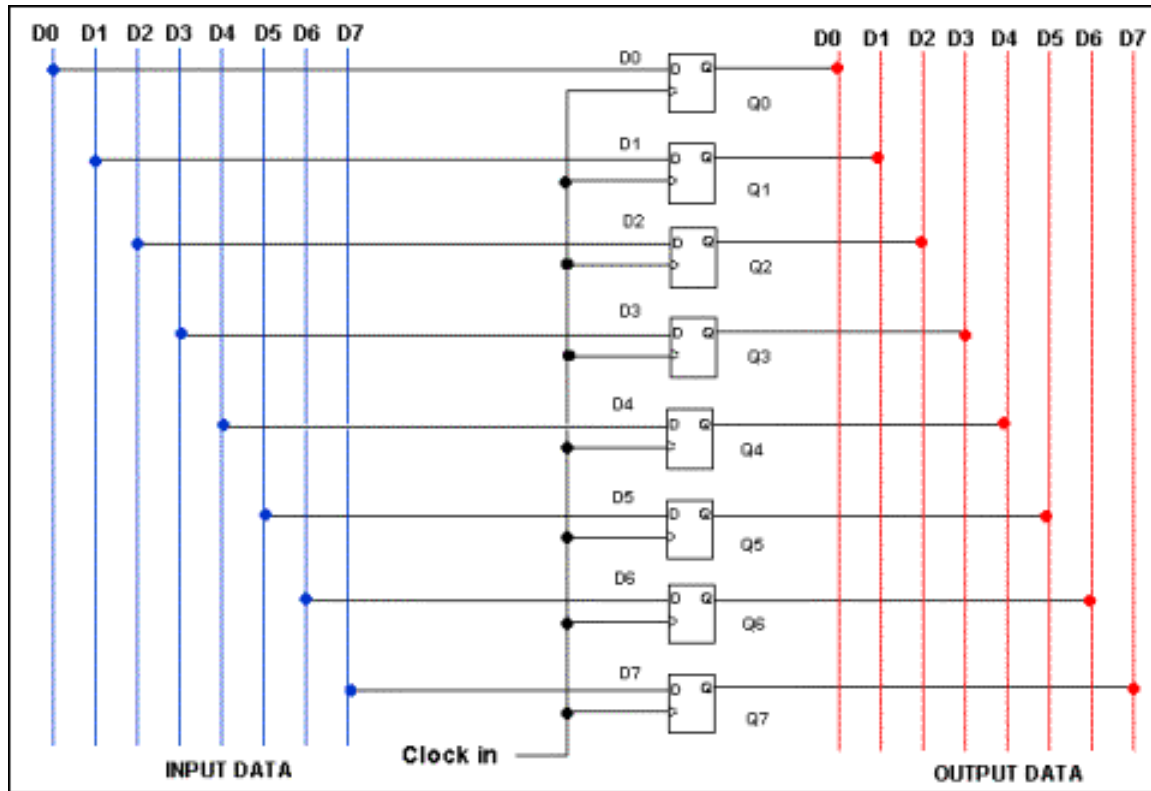 D0 D1 D2 D3 D4 D5 D6 D7
D0 D1 D2 D3 D4 D5 D6 D7
D0
D Q
Q0
D1
D Q
Q1
D2
D Q
Q2
D3
D Q
Q3
D4
D Q
Q4
D5
D Q
Q5
D6
D Q
Q6
D7
D Q
Q7
Clock in
INPUT DATA
OUTPUT DATA